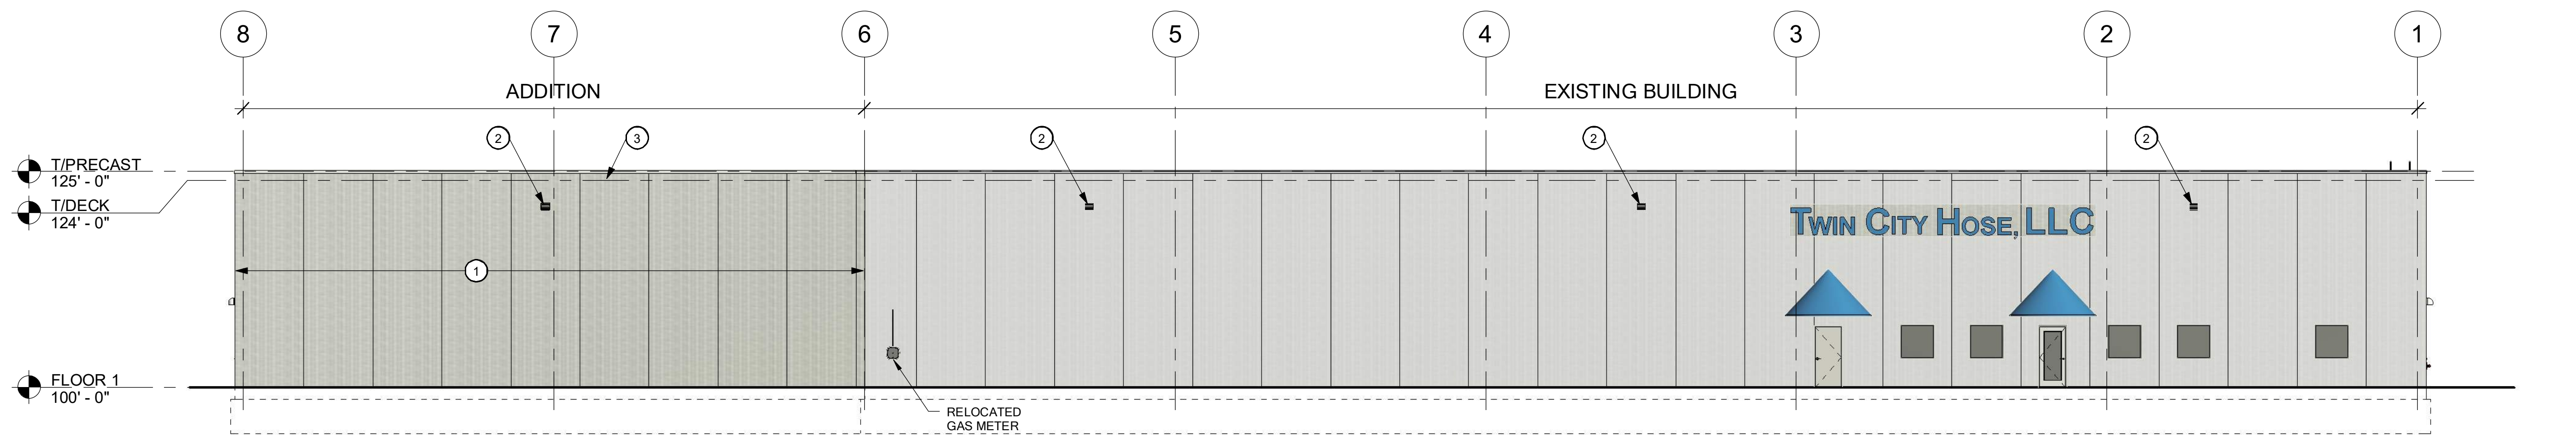 8 7 6 5 4 3 2 1
ADDITION EXISTING BUILDING
2 3 2 2 2
T/PRECAST
125' - 0"
T/DECK
124' - 0"
TWIN CITY HOSE, LLC
1
FLOOR 1
100' - 0"
RELOCATED
GAS METER